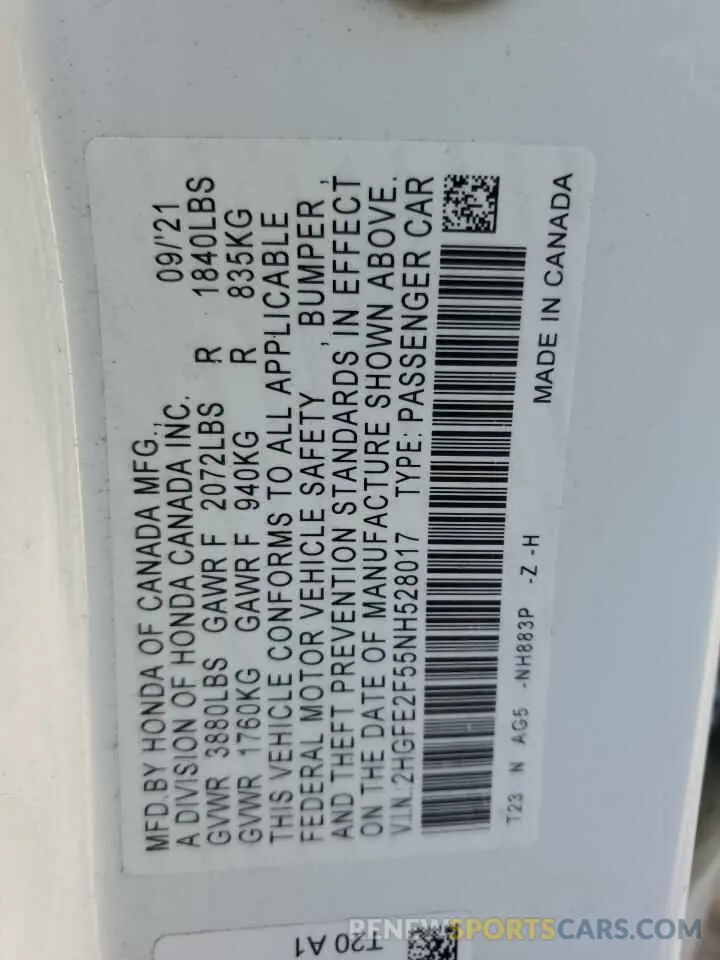 MFD. BY HONDA OF CANADA MFG.,
A DIVISION OF HONDA CANADA INC. 09/'21
GVWR 3880LBS GAWR F 2072LBS R 1840LBS
GVWR 1760KG GAWR F 940KG R 835KG
THIS VEHICLE CONFORMS TO ALL APPLICABLE
FEDERAL MOTOR VEHICLE SAFETY , BUMPER ,
AND THEFT PREVENTION STANDARDS IN EFFECT
ON THE DATE OF MANUFACTURE SHOWN ABOVE.
V.I.N.:2HGFE2F55NH528017 TYPE: PASSENGER CAR
T23 N AG5 -NH883P -Z -H
MADE IN CANADA
T20 A1
RENEWSPORTSCARS.COM